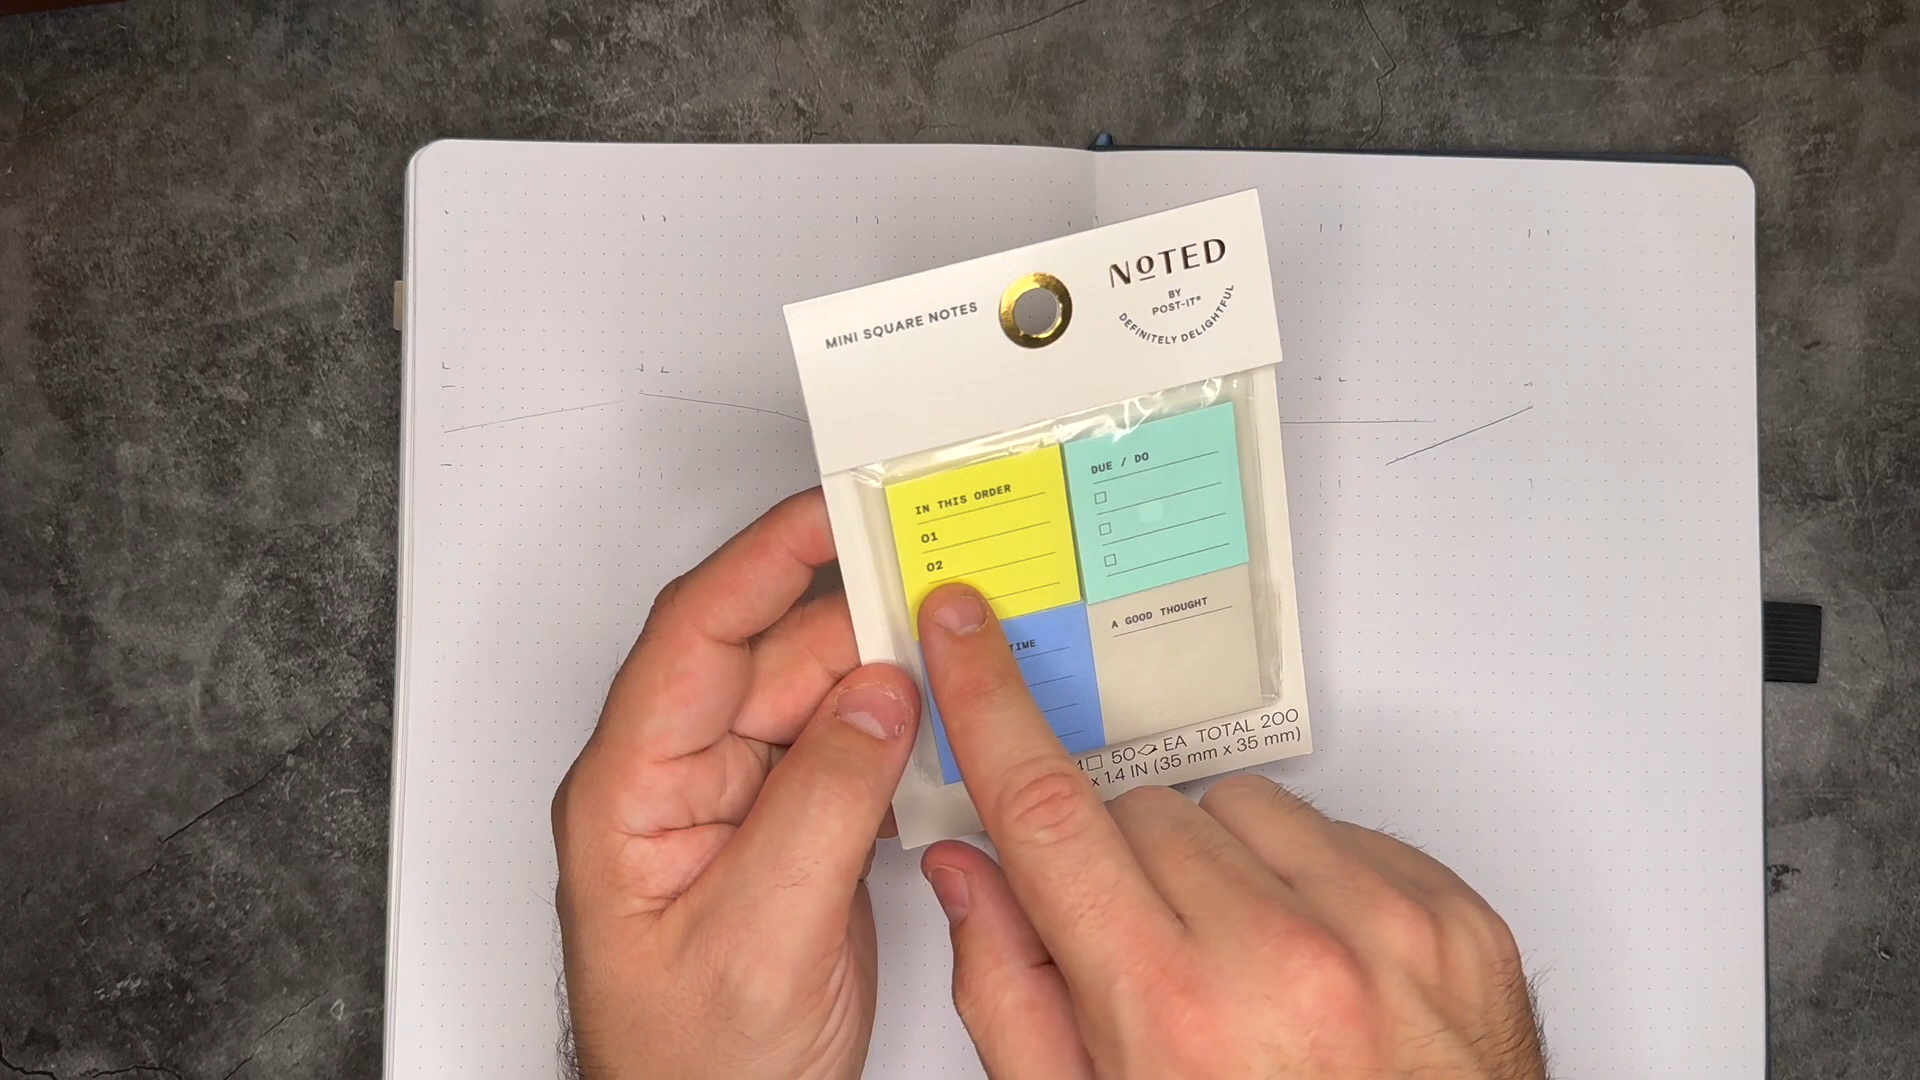 MINI SQUARE NOTES
NOTED
BY
POST-IT®
DEFINITELY DELIGHTFUL
IN THIS ORDER
01
02
DUE / DO
TIME
A GOOD THOUGHT
4□ 50 EA TOTAL 200
x 1.4 IN (35 mm x 35 mm)